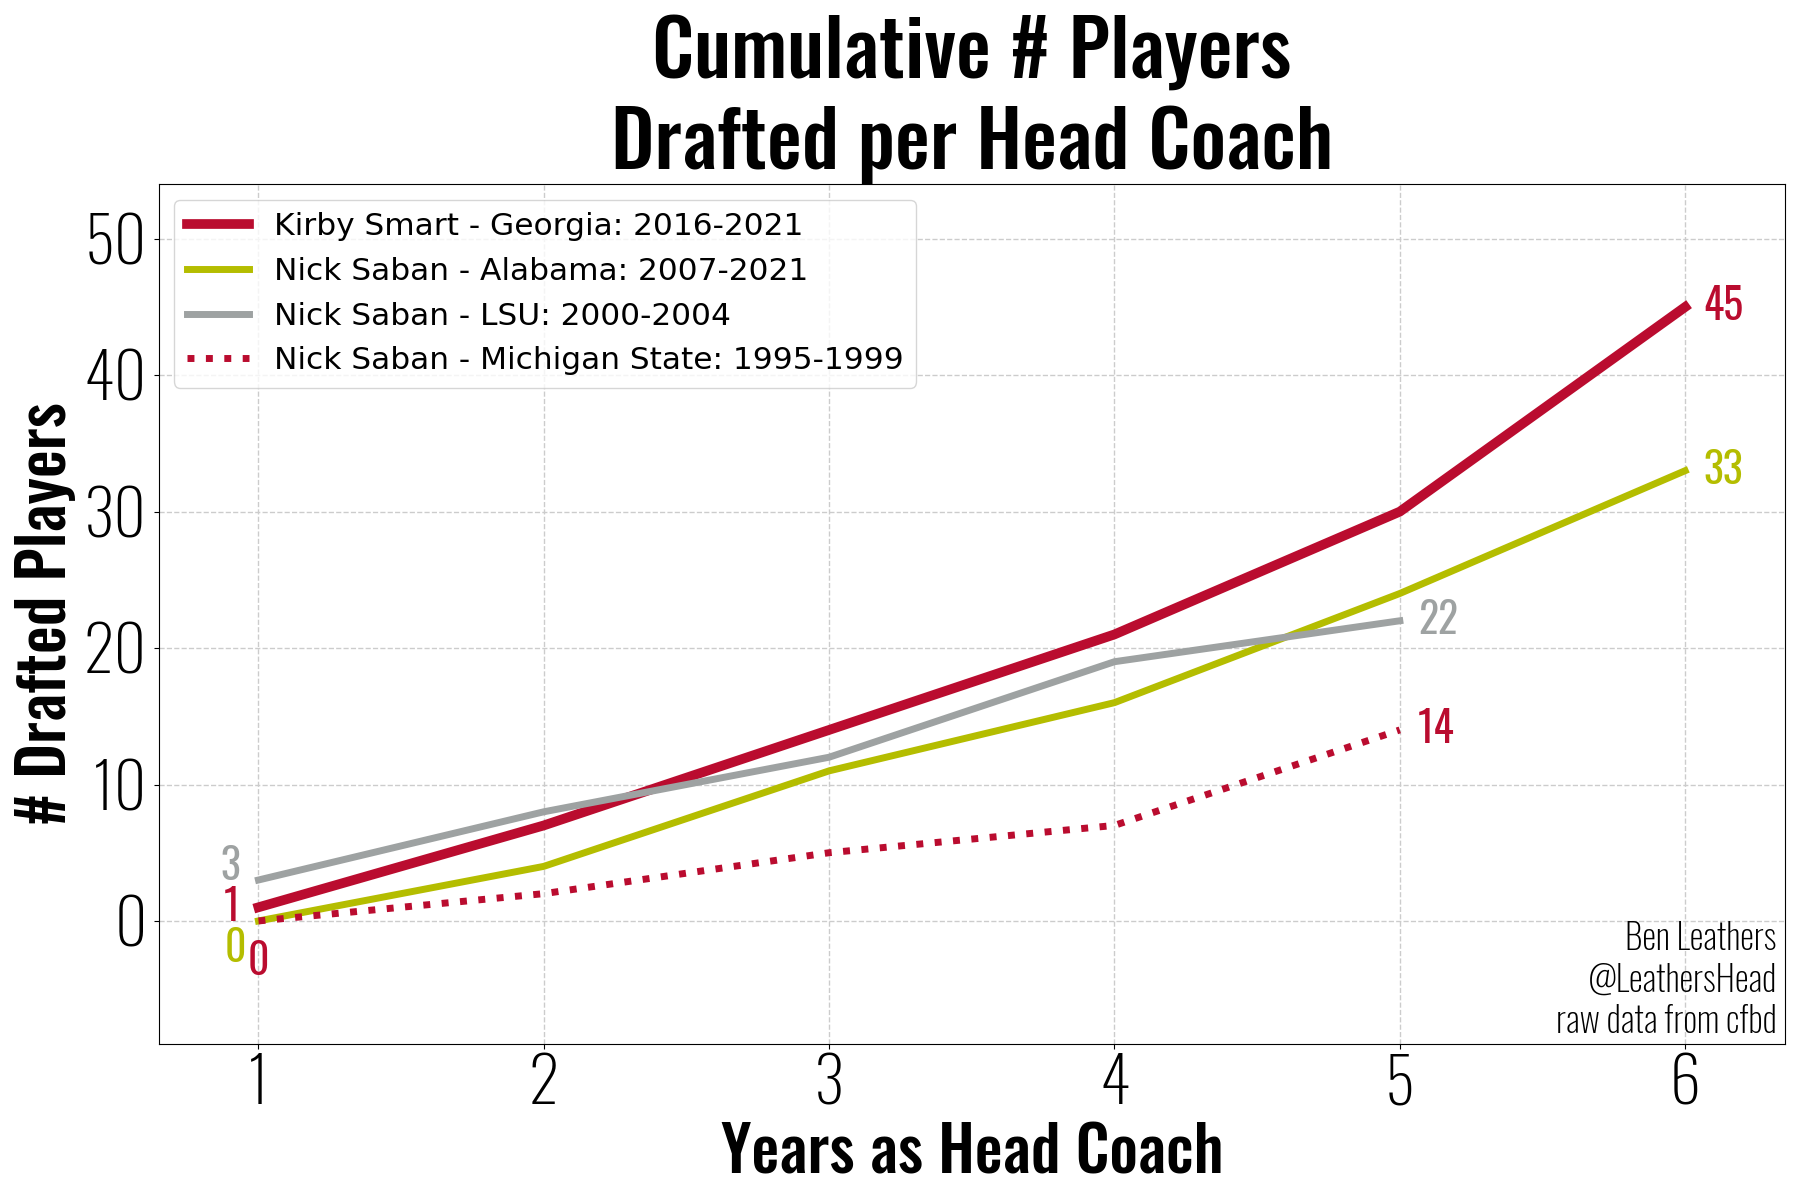 Cumulative # Players
Drafted per Head Coach
Kirby Smart - Georgia: 2016-2021
Nick Saban - Alabama: 2007-2021
Nick Saban - LSU: 2000-2004
Nick Saban - Michigan State: 1995-1999
# Drafted Players
50
40
30
20
10
0
45
33
22
14
3
1
0
0
Ben Leathers
@LeathersHead
raw data from cfbd
1 2 3 4 5 6
Years as Head Coach